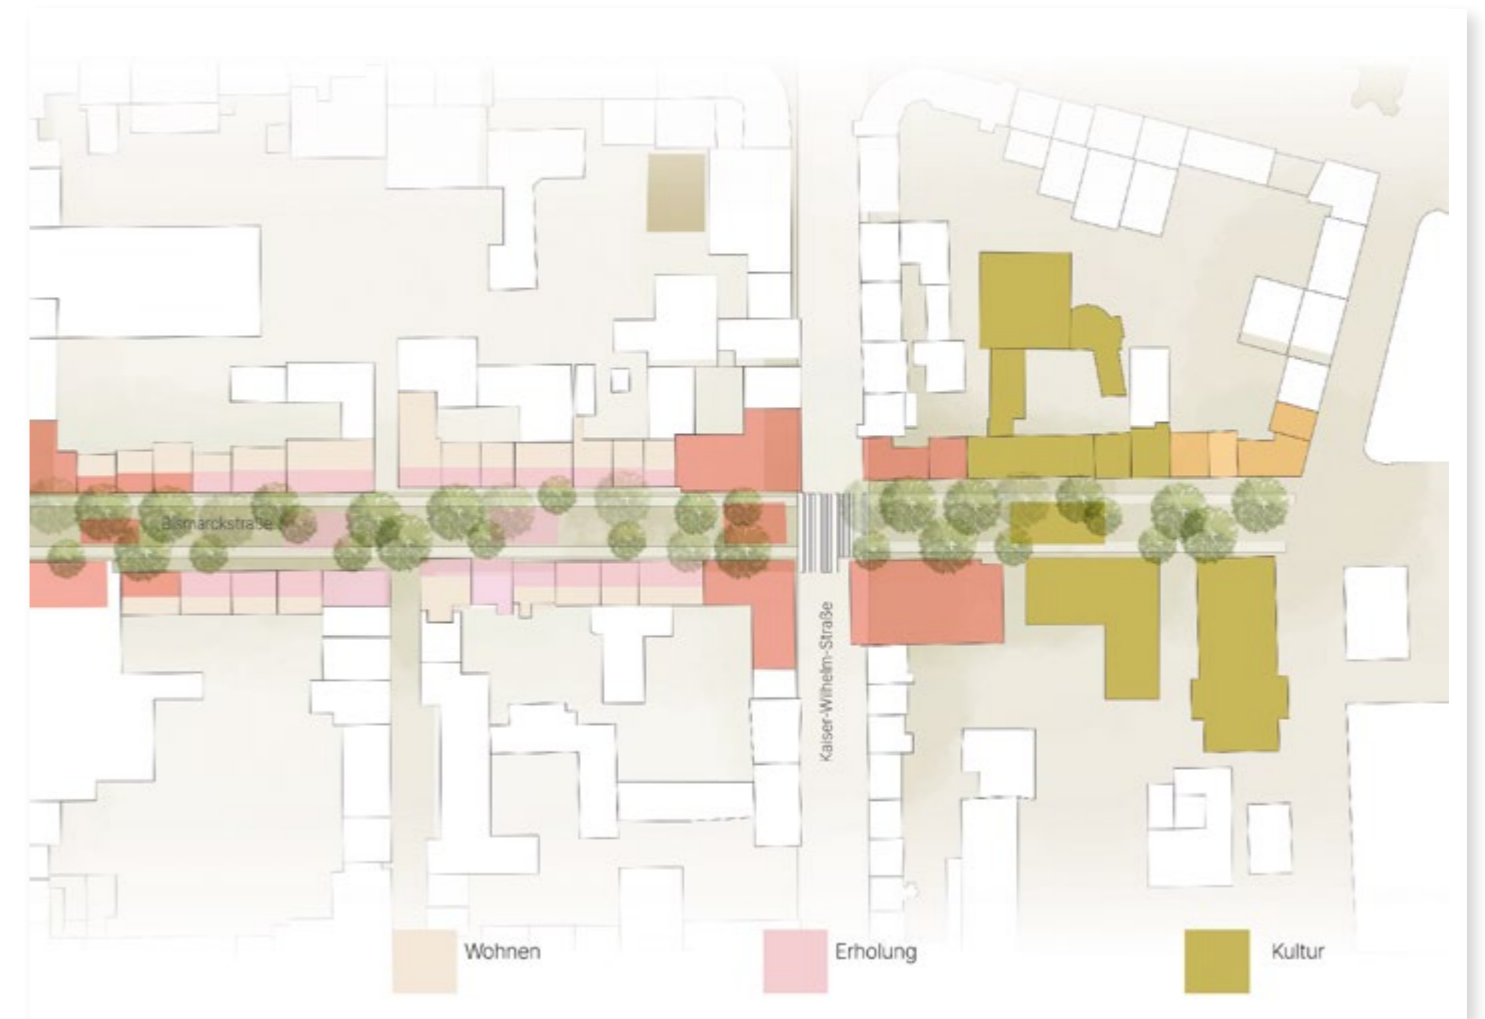 Bismarckstraße
Kaiser-Wilhelm-Straße
Wohnen
Erholung
Kultur